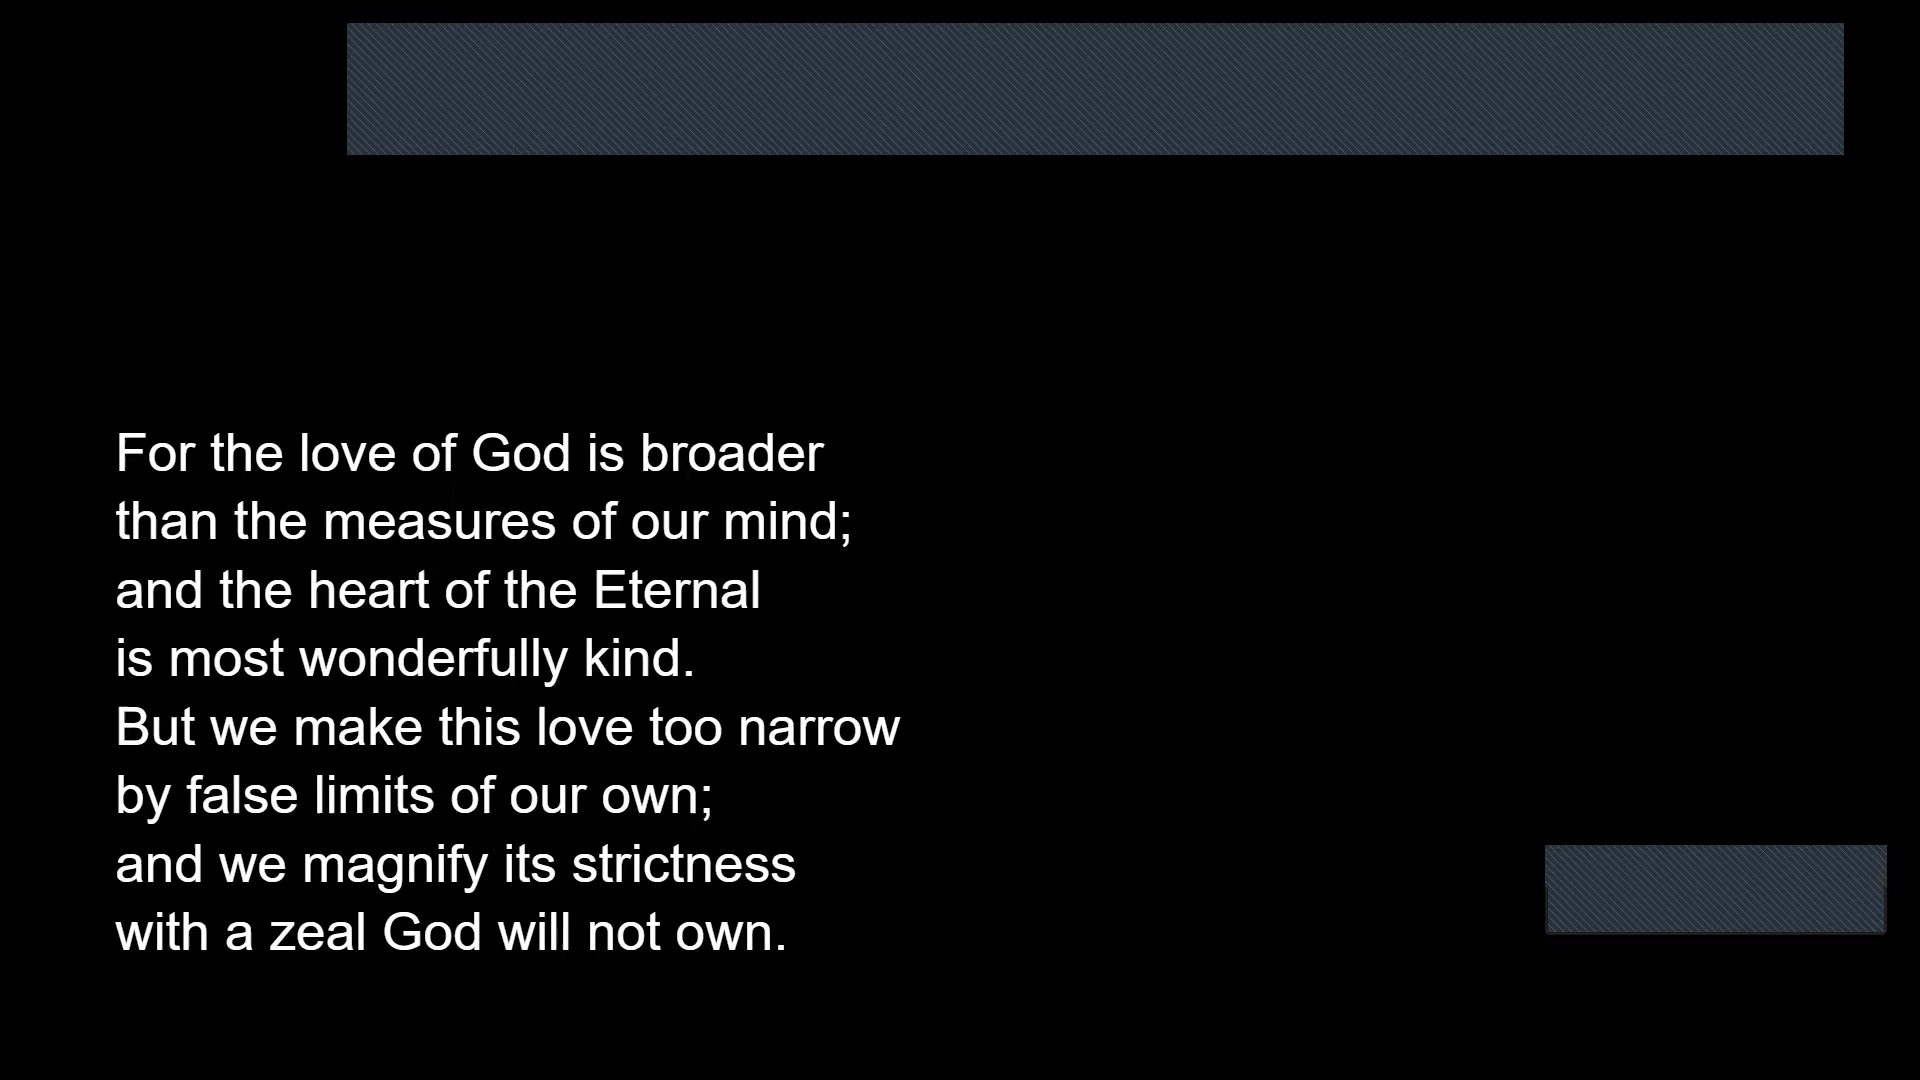 For the love of God is broader
than the measures of our mind;
and the heart of the Eternal
is most wonderfully kind.
But we make this love too narrow
by false limits of our own;
and we magnify its strictness
with a zeal God will not own.